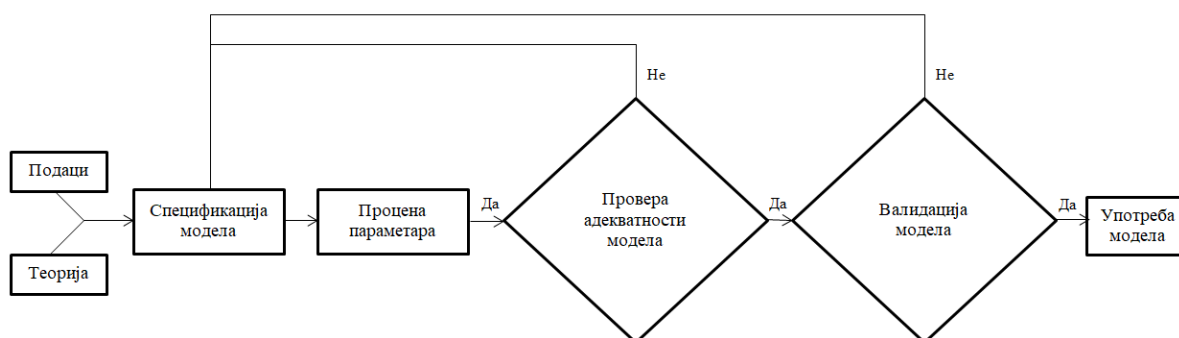 Не
Не
Подаци
Теорија
Спецификација
модела
Процена
параметара
Да
Провера
адекватности
модела
Да
Валидација
модела
Да
Употреба
модела